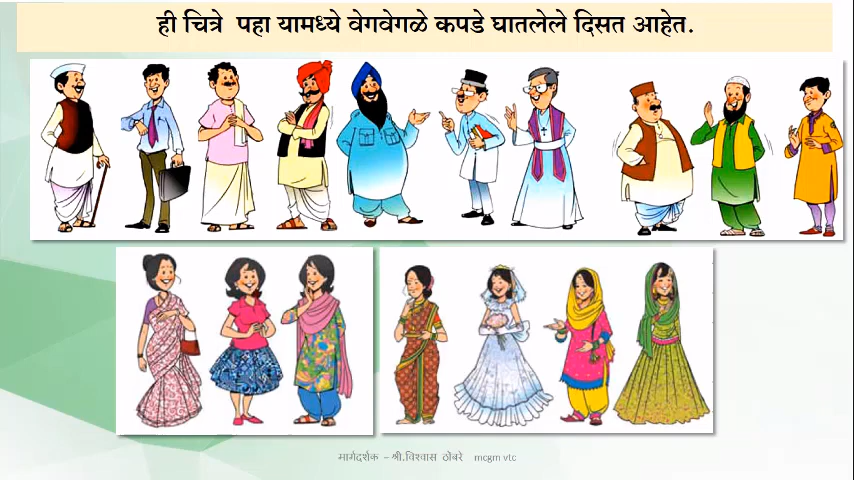 ही चित्रे पहा यामध्ये वेगवेगळे कपडे घातलेले दिसत आहेत.
मार्गदर्शक - श्री.विश्वास ठोंबरे mcgm vtc